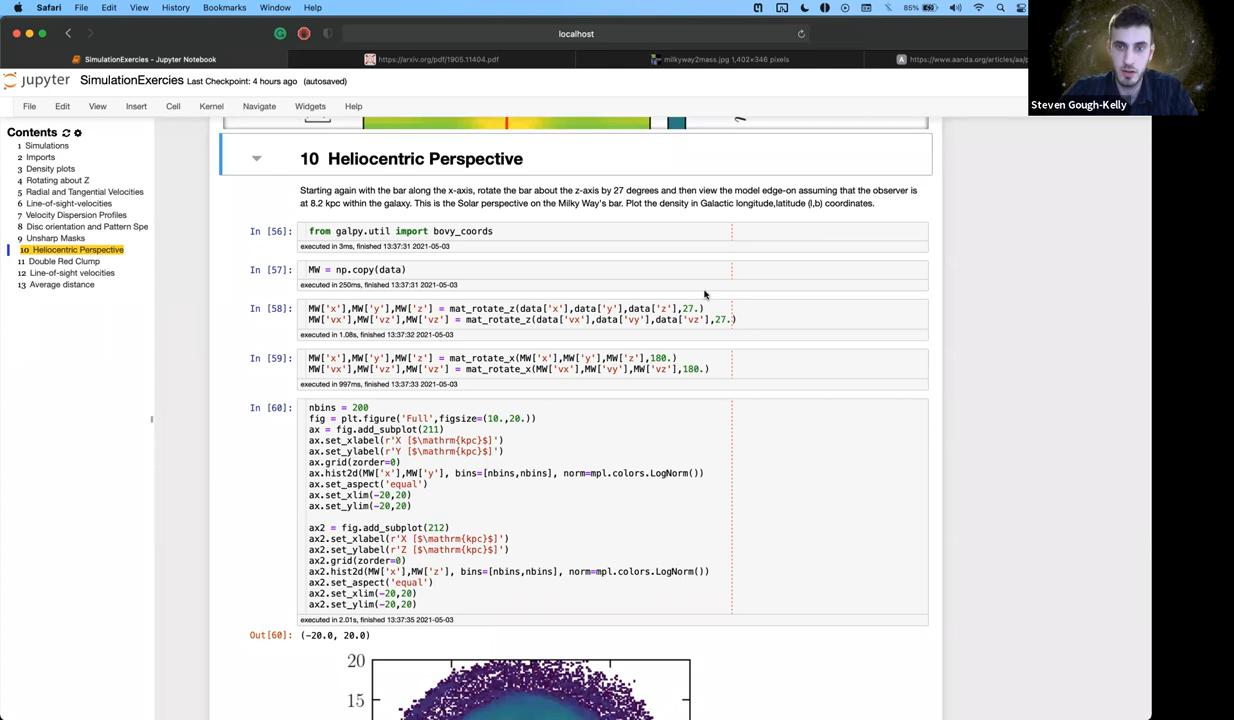 Safari File Edit View History Bookmarks Window Help 85%
localhost
SimulationExercies - Jupyter Notebook https://arxiv.org/pdf/1905.11404.pdf milkyway2mass.jpg 1,402×346 pixels https://www.aanda.org/articles/aa/p
Steven Gough-Kelly
jupyter SimulationExercies Last Checkpoint: 4 hours ago (autosaved)
File Edit View Insert Cell Kernel Navigate Widgets Help
Contents
1 Simulations
2 Imports
3 Density plots
4 Rotating about Z
5 Radial and Tangential Velocities
6 Line-of-sight-velocities
7 Velocity Dispersion Profiles
8 Disc orientation and Pattern Spe
9 Unsharp Masks
10 Heliocentric Perspective
11 Double Red Clump
12 Line-of-sight velocities
13 Average distance
10 Heliocentric Perspective
Starting again with the bar along the x-axis, rotate the bar about the z-axis by 27 degrees and then view the model edge-on assuming that the observer is
at 8.2 kpc within the galaxy. This is the Solar perspective on the Milky Way's bar. Plot the density in Galactic longitude,latitude (l,b) coordinates.
In [56]: from galpy.util import bovy_coords
executed in 3ms, finished 13:37:31 2021-05-03
In [57]: MW = np.copy(data)
executed in 250ms, finished 13:37:31 2021-05-03
In [58]: MW['x'],MW['y'],MW['z'] = mat_rotate_z(data['x'],data['y'],data['z'],27.)
MW['vx'],MW['vz'],MW['vz'] = mat_rotate_z(data['vx'],data['vy'],data['vz'],27.)
executed in 1.08s, finished 13:37:32 2021-05-03
In [59]: MW['x'],MW['y'],MW['z'] = mat_rotate_x(MW['x'],MW['y'],MW['z'],180.)
MW['vx'],MW['vz'],MW['vz'] = mat_rotate_x(MW['vx'],MW['vy'],MW['vz'],180.)
executed in 997ms, finished 13:37:33 2021-05-03
In [60]: nbins = 200
fig = plt.figure('Full',figsize=(10.,20.))
ax = fig.add_subplot(211)
ax.set_xlabel(r'X [$\mathrm{kpc}$]')
ax.set_ylabel(r'Y [$\mathrm{kpc}$]')
ax.grid(zorder=0)
ax.hist2d(MW['x'],MW['y'], bins=[nbins,nbins], norm=mpl.colors.LogNorm())
ax.set_aspect('equal')
ax.set_xlim(-20,20)
ax.set_ylim(-20,20)
ax2 = fig.add_subplot(212)
ax2.set_xlabel(r'X [$\mathrm{kpc}$]')
ax2.set_ylabel(r'Z [$\mathrm{kpc}$]')
ax2.grid(zorder=0)
ax2.hist2d(MW['x'],MW['z'], bins=[nbins,nbins], norm=mpl.colors.LogNorm())
ax2.set_aspect('equal')
ax2.set_xlim(-20,20)
ax2.set_ylim(-20,20)
executed in 2.01s, finished 13:37:35 2021-05-03
Out[60]: (-20.0, 20.0)
20
15